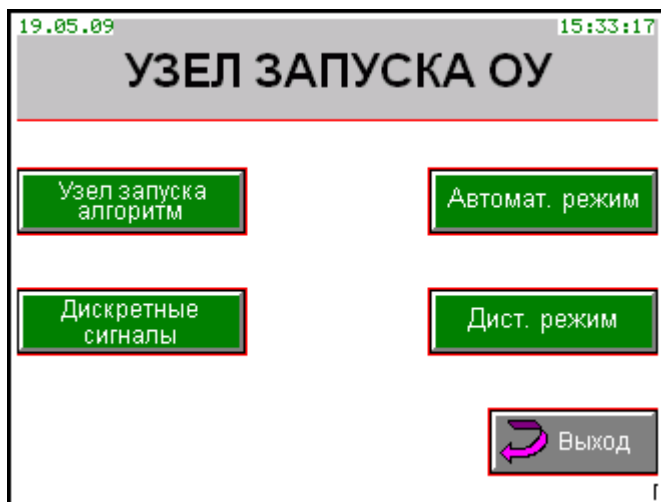 19.05.09 15:33:17
УЗЕЛ ЗАПУСКА ОУ
Узел запуска
алгоритм
Автомат. режим
Дискретные
сигналы
Дист. режим
Выход